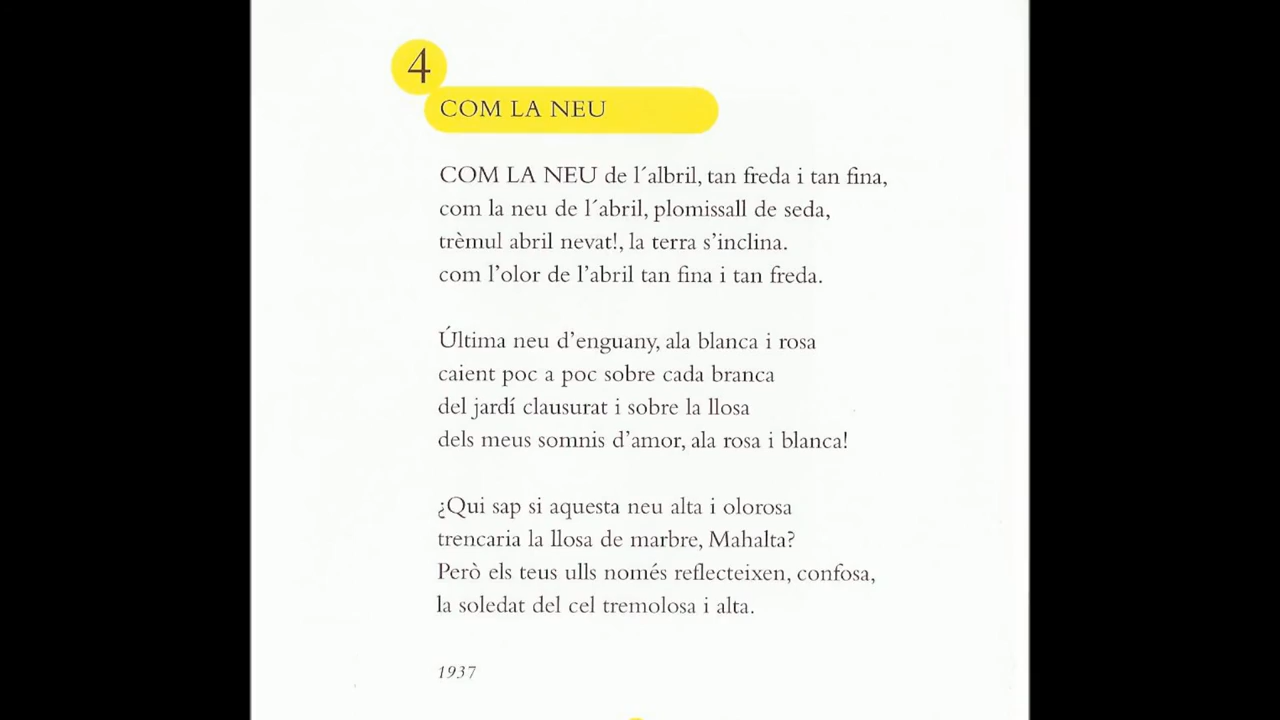 4
COM LA NEU
COM LA NEU de l´albril, tan freda i tan fina,
com la neu de l´abril, plomissall de seda,
trèmul abril nevat!, la terra s’inclina.
com l’olor de l’abril tan fina i tan freda.
Última neu d’enguany, ala blanca i rosa
caient poc a poc sobre cada branca
del jardí clausurat i sobre la llosa
dels meus somnis d’amor, ala rosa i blanca!
¿Qui sap si aquesta neu alta i olorosa
trencaria la llosa de marbre, Mahalta?
Però els teus ulls només reflecteixen, confosa,
la soledat del cel tremolosa i alta.
1937